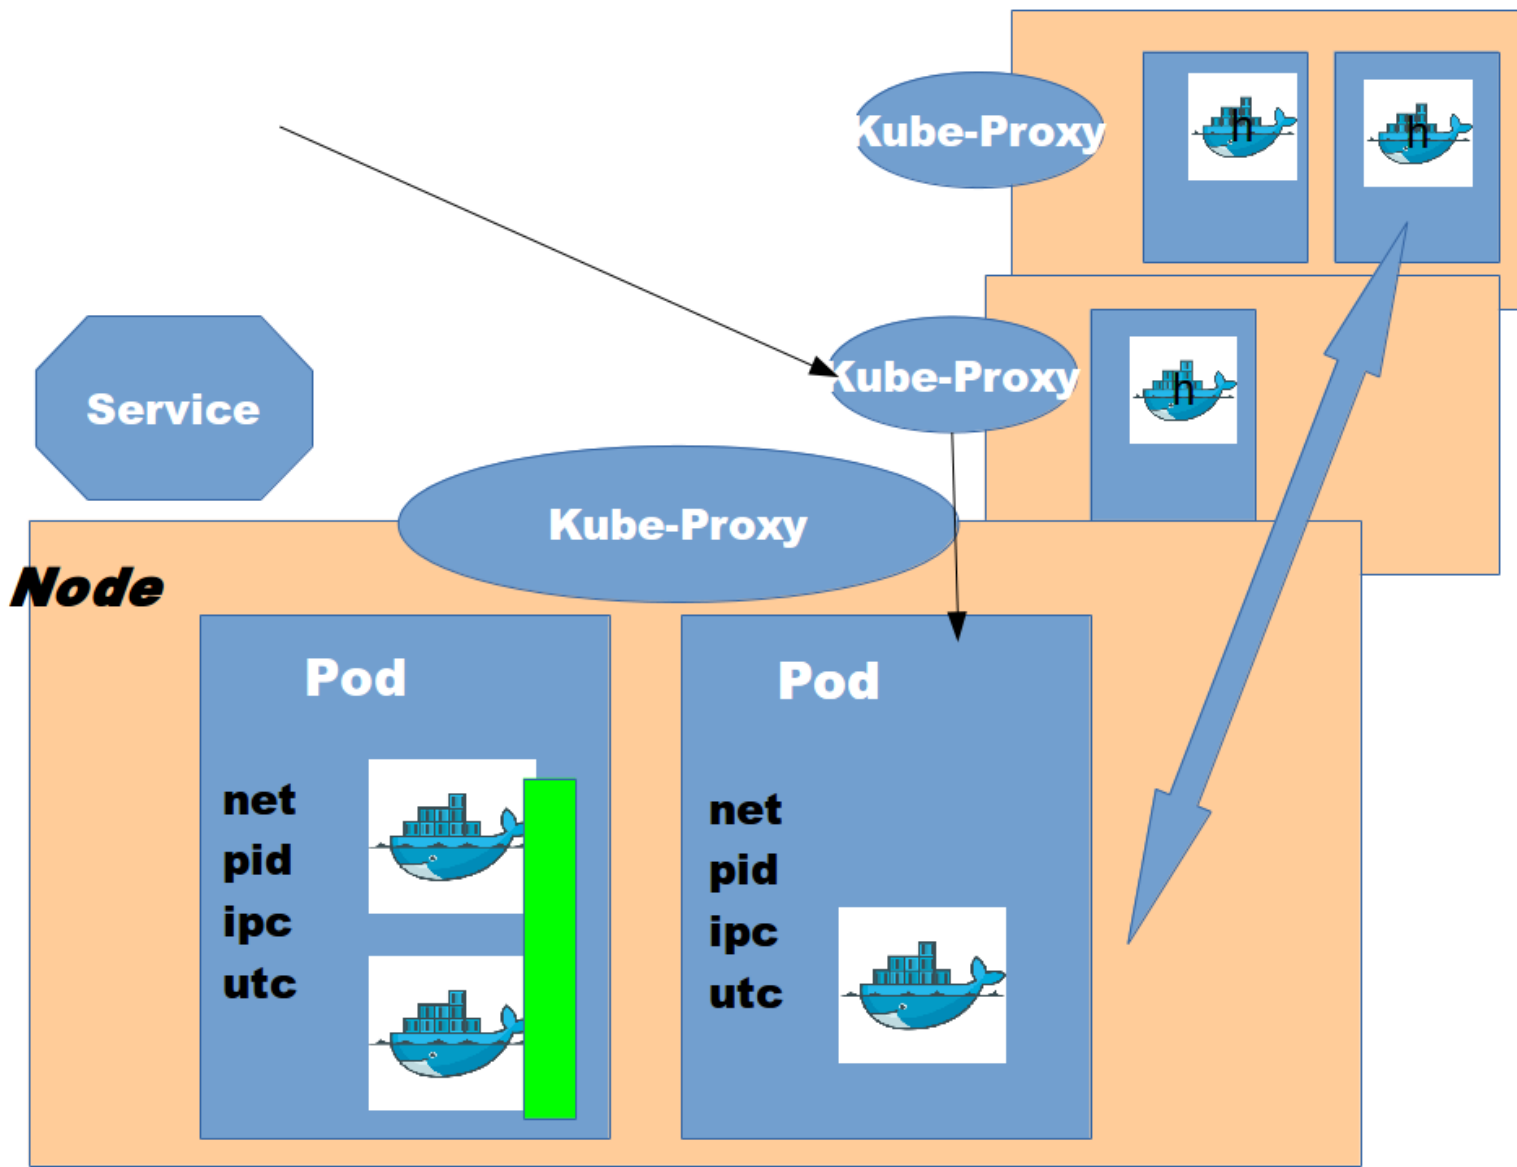 Kube-Proxy
h
h
Kube-Proxy
h
Service
Kube-Proxy
Node
Pod
net
pid
ipc
utc
Pod
net
pid
ipc
utc